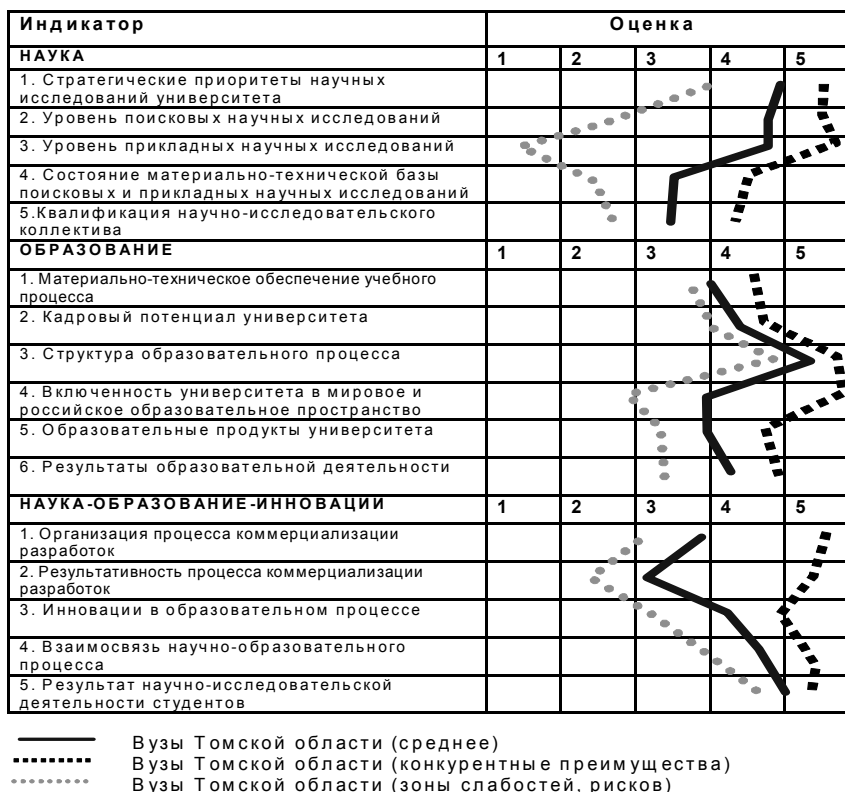 Индикатор Оценка
НАУКА 1 2 3 4 5
1. Стратегические приоритеты научных
исследований университета
2. Уровень поисковых научных исследований
3. Уровень прикладных научных исследований
4. Состояние материально-технической базы
поисковых и прикладных научных исследований
5.Квалификация научно-исследовательского
коллектива
ОБРАЗОВАНИЕ 1 2 3 4 5
1. Материально-техническое обеспечение учебного
процесса
2. Кадровый потенциал университета
3. Структура образовательного процесса
4. Включенность университета в мировое и
российское образовательное пространство
5. Образовательные продукты университета
6. Результаты образовательной деятельности
НАУКА-ОБРАЗОВАНИЕ-ИННОВАЦИИ 1 2 3 4 5
1. Организация процесса коммерциализации
разработок
2. Результативность процесса коммерциализации
разработок
3. Инновации в образовательном процессе
4. Взаимосвязь научно-образовательного
процесса
5. Результат научно-исследовательской
деятельности студентов
Вузы Томской области (среднее)
Вузы Томской области (конкурентные преимущества)
Вузы Томской области (зоны слабостей, рисков)